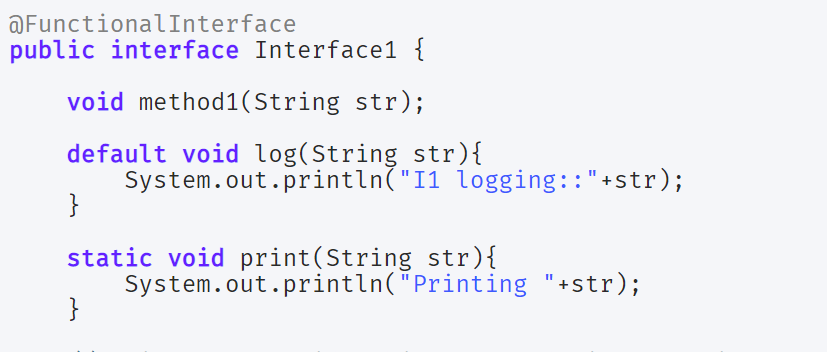 @FunctionalInterface
public interface Interface1 {
void method1(String str);
default void log(String str){
System.out.println("I1 logging::"+str);
}
static void print(String str){
System.out.println("Printing "+str);
}